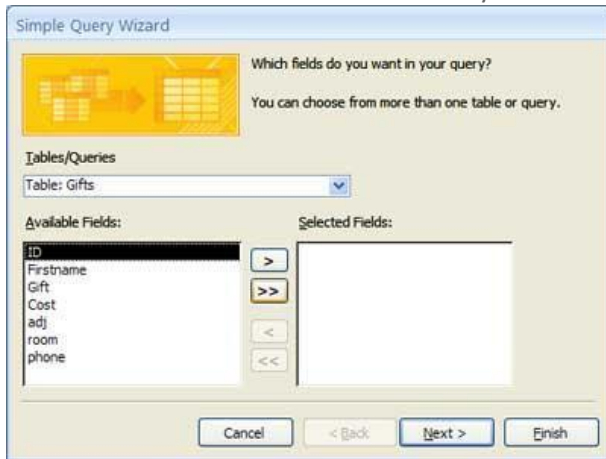 Simple Query Wizard
Which fields do you want in your query?
You can choose from more than one table or query.
Tables/Queries
Table: Gifts
Available Fields:
Selected Fields:
ID
Firstname
Gift
Cost
adj
room
phone
>
>>
<
<<
Cancel
< Back
Next >
Finish